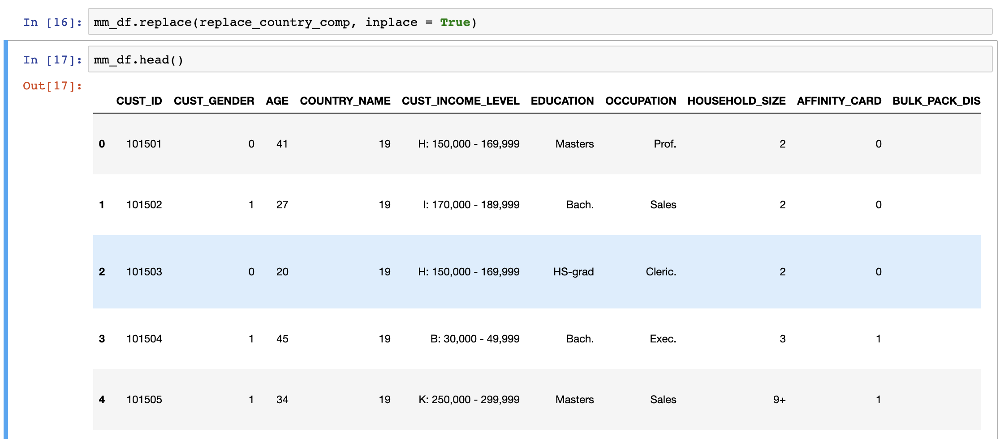 In [16]: mm_df.replace(replace_country_comp, inplace = True)
In [17]: mm_df.head()
Out[17]:
CUST_ID CUST_GENDER AGE COUNTRY_NAME CUST_INCOME_LEVEL EDUCATION OCCUPATION HOUSEHOLD_SIZE AFFINITY_CARD BULK_PACK_DIS
0 101501 0 41 19 H: 150,000 - 169,999 Masters Prof. 2 0
1 101502 1 27 19 I: 170,000 - 189,999 Bach. Sales 2 0
2 101503 0 20 19 H: 150,000 - 169,999 HS-grad Cleric. 2 0
3 101504 1 45 19 B: 30,000 - 49,999 Bach. Exec. 3 1
4 101505 1 34 19 K: 250,000 - 299,999 Masters Sales 9+ 1